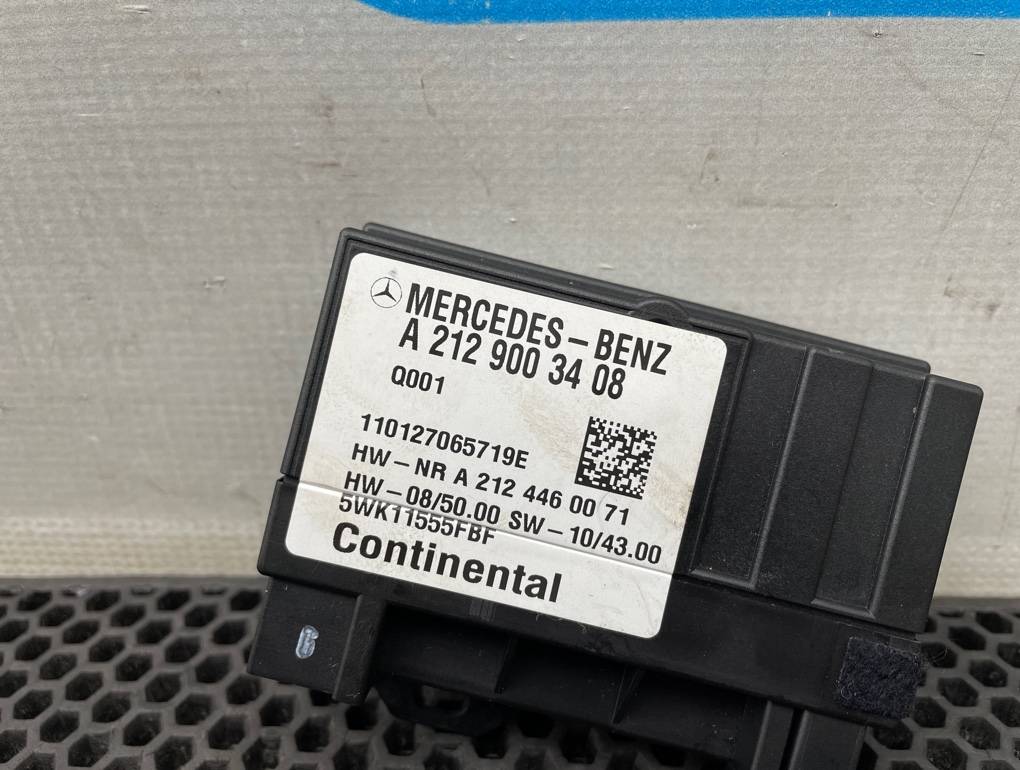 MERCEDES-BENZ
A 212 900 34 08
Q001
110127065719E
HW-NR A 212 446 00 71
HW-08/50.00 SW-10/43.00
5WK11555FBF
Continental
6